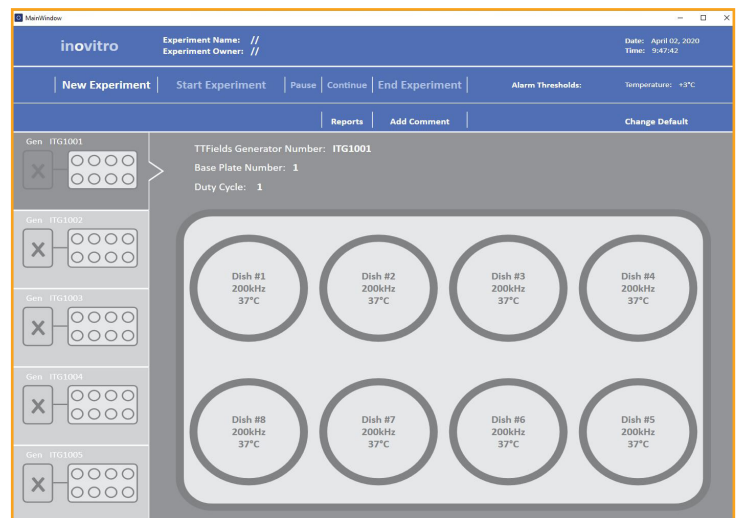 MainWindow
inovitro
Experiment Name: //
Experiment Owner: //
Date: April 02, 2020
Time: 9:47:42
New Experiment
Start Experiment
Pause
Continue
End Experiment
Alarm Thresholds:
Temperature: +3°C
Reports
Add Comment
Change Default
Gen ITG1001
X
TTFields Generator Number: ITG1001
Base Plate Number: 1
Duty Cycle: 1
Gen ITG1002
X
Gen ITG1003
X
Gen ITG1004
X
Gen ITG1005
X
Dish #1
200kHz
37°C
Dish #2
200kHz
37°C
Dish #3
200kHz
37°C
Dish #4
200kHz
37°C
Dish #8
200kHz
37°C
Dish #7
200kHz
37°C
Dish #6
200kHz
37°C
Dish #5
200kHz
37°C